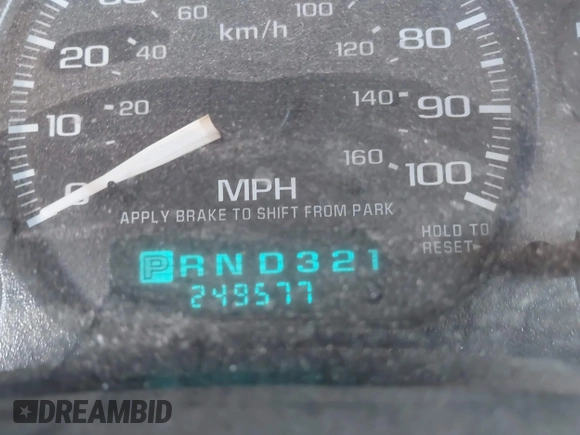 60
100
km/h
20
40
120
80
10
20
140
90
160
100
0
MPH
APPLY BRAKE TO SHIFT FROM PARK
HOLD TO
RESET
PRND321
249577
DREAMBID